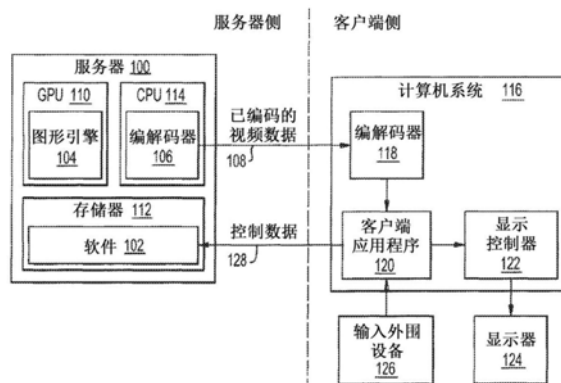 服务器侧
客户端侧
服务器 100
GPU 110
图形引擎
104
CPU 114
编解码器
106
存储器 112
软件 102
已编码的
视频数据
108
控制数据
128
计算机系统 116
编解码器
118
客户端
应用程序
120
显示
控制器
122
输入外围
设备
126
显示器
124